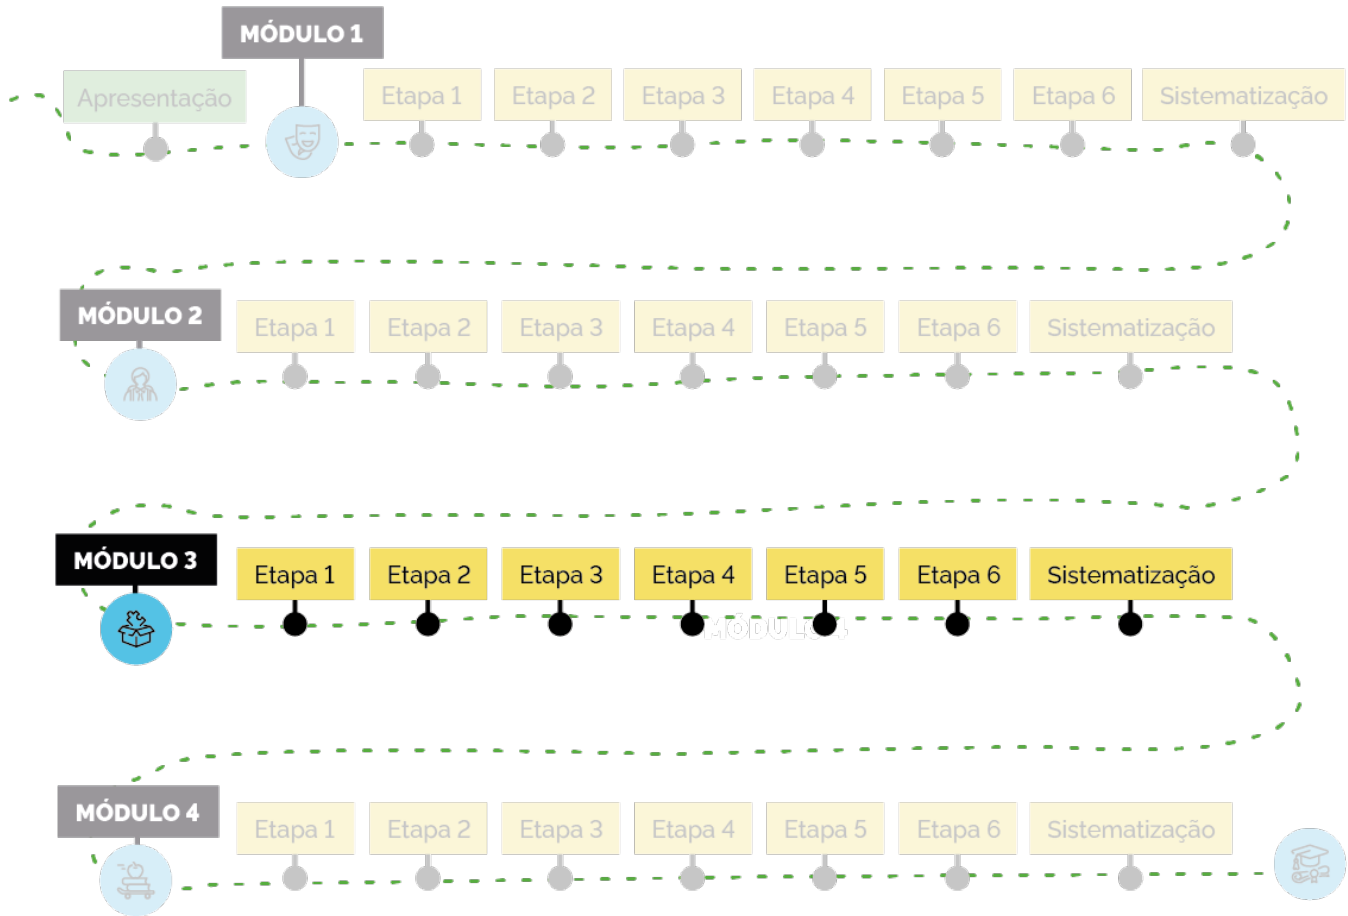 MÓDULO 1
Apresentação
Etapa 1
Etapa 2
Etapa 3
Etapa 4
Etapa 5
Etapa 6
Sistematização
MÓDULO 2
Etapa 1
Etapa 2
Etapa 3
Etapa 4
Etapa 5
Etapa 6
Sistematização
MÓDULO 3
Etapa 1
Etapa 2
Etapa 3
Etapa 4
Etapa 5
Etapa 6
Sistematização
MÓDULO 4
MÓDULO 4
Etapa 1
Etapa 2
Etapa 3
Etapa 4
Etapa 5
Etapa 6
Sistematização